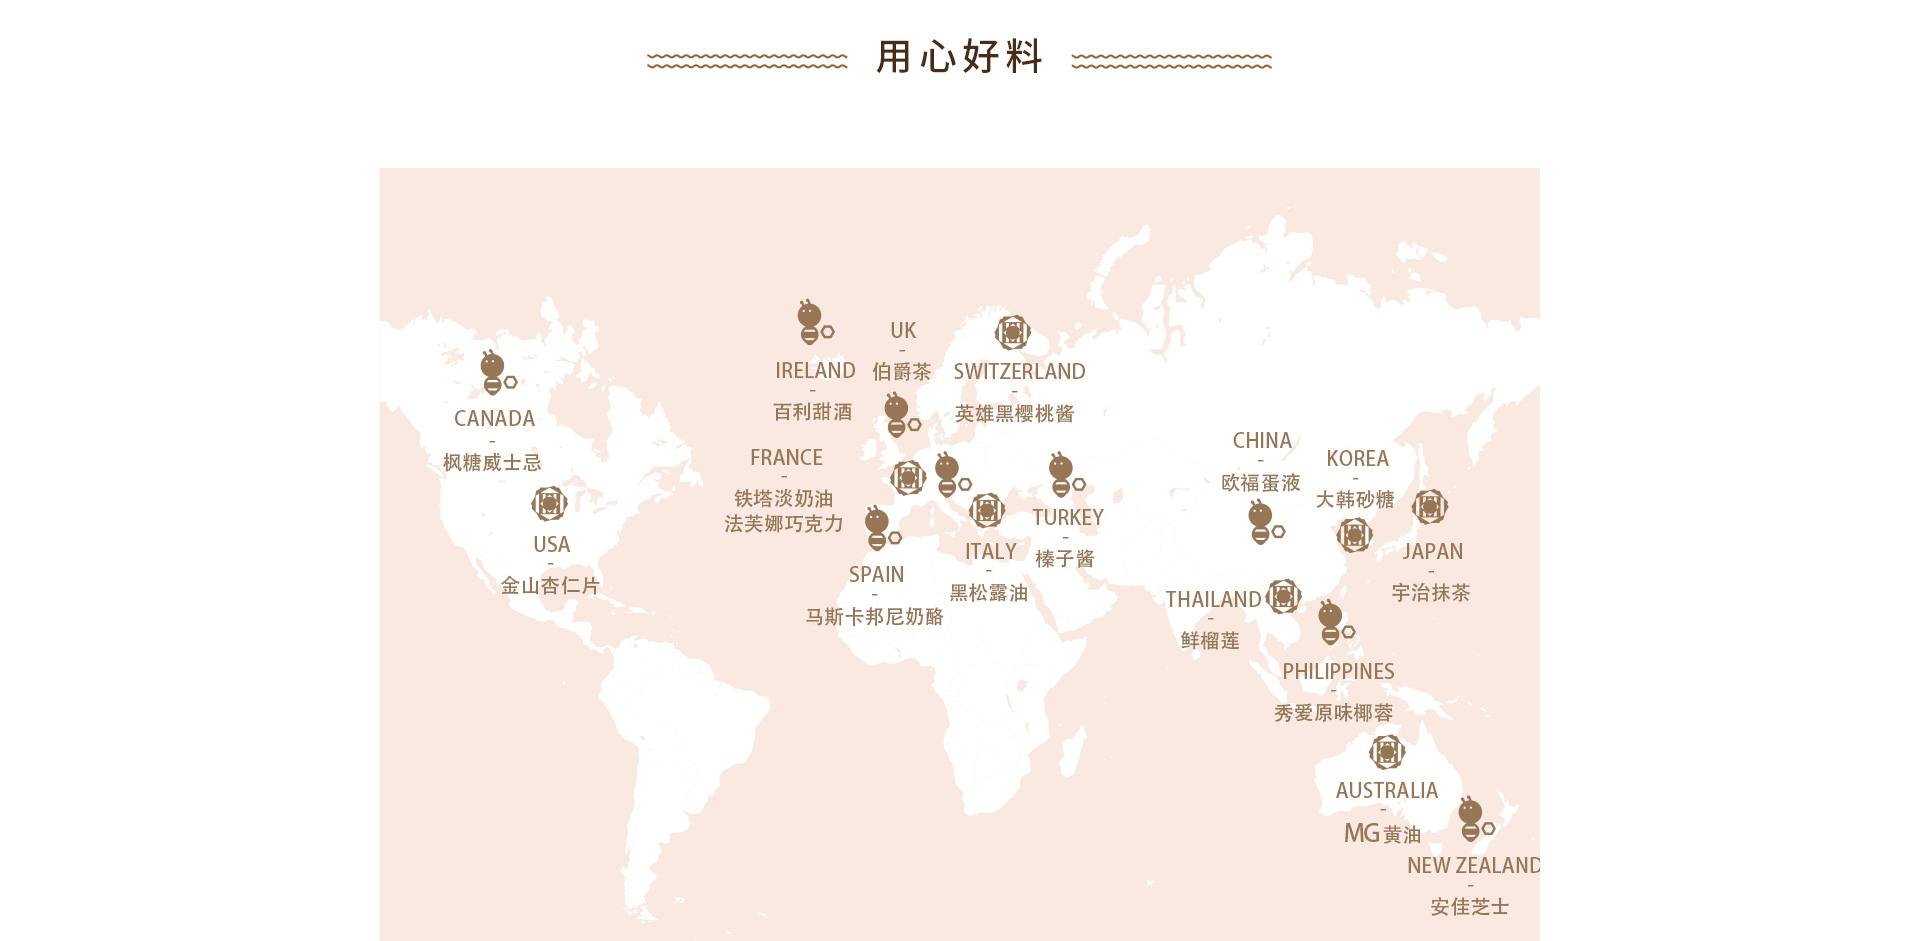 用心好料
IRELAND
-
百利甜酒
UK
-
伯爵茶
SWITZERLAND
-
英雄黑樱桃酱
CANADA
-
枫糖威士忌
FRANCE
-
铁塔淡奶油
法芙娜巧克力
CHINA
-
欧福蛋液
KOREA
-
大韩砂糖
USA
-
金山杏仁片
SPAIN
-
马斯卡邦尼奶酪
ITALY
-
黑松露油
TURKEY
-
榛子酱
JAPAN
-
宇治抹茶
THAILAND
-
鲜榴莲
PHILIPPINES
-
秀爱原味椰蓉
AUSTRALIA
-
MG黄油
NEW ZEALAND
-
安佳芝士